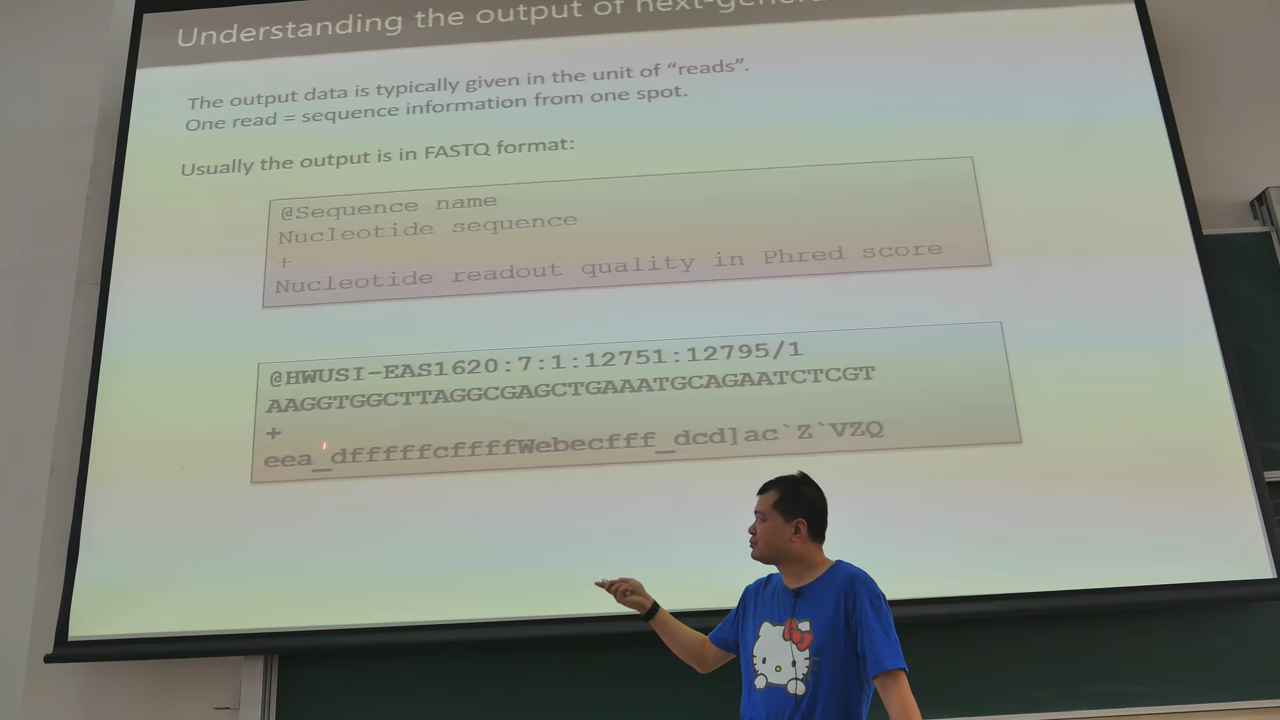 Understanding the output of next-genera
The output data is typically given in the unit of “reads”.
One read = sequence information from one spot.
Usually the output is in FASTQ format:
@Sequence name
Nucleotide sequence
+
Nucleotide readout quality in Phred score
@HWUSI-EAS1620:7:1:12751:12795/1
AAGGTGGCTTAGGCGAGCTGAAATGCAGAATCTCGT
+
eea_dfffffcffffWebecfff_dcd]ac`Z`VZQ